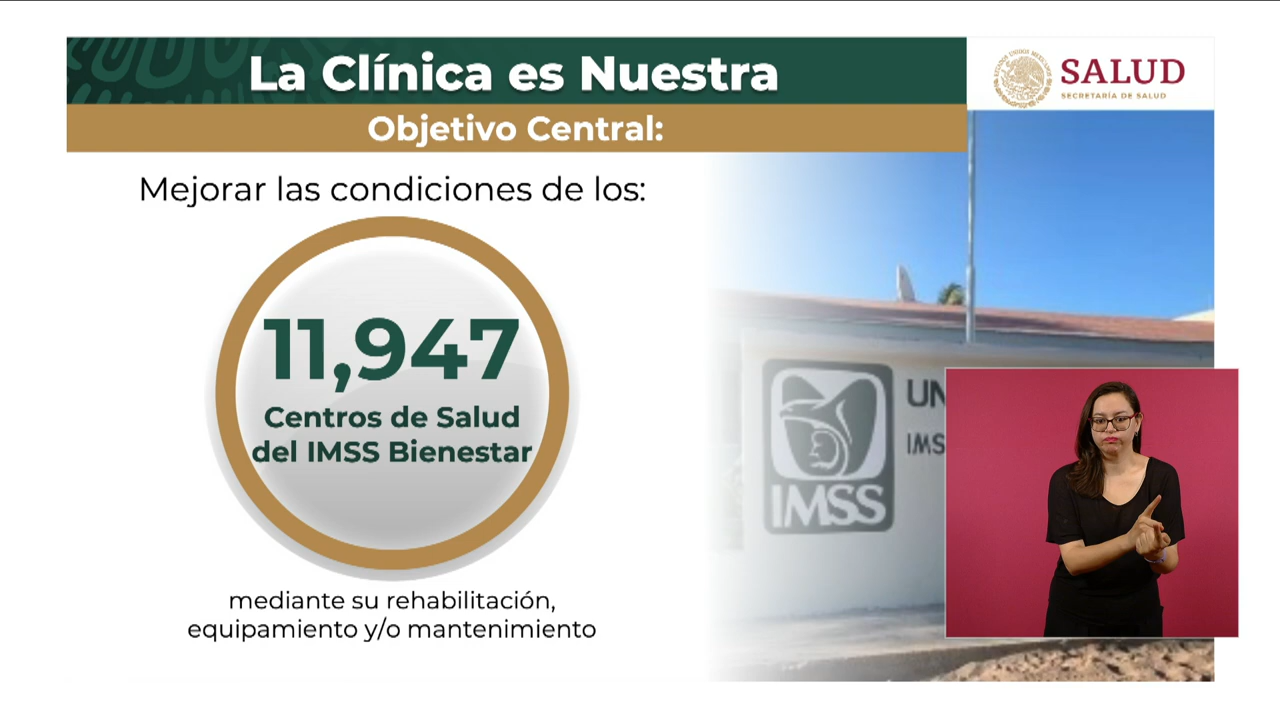 La Clínica es Nuestra
SALUD
SECRETARÍA DE SALUD
Objetivo Central:
Mejorar las condiciones de los:
11,947
Centros de Salud
del IMSS Bienestar
mediante su rehabilitación,
equipamiento y/o mantenimiento
IMSS